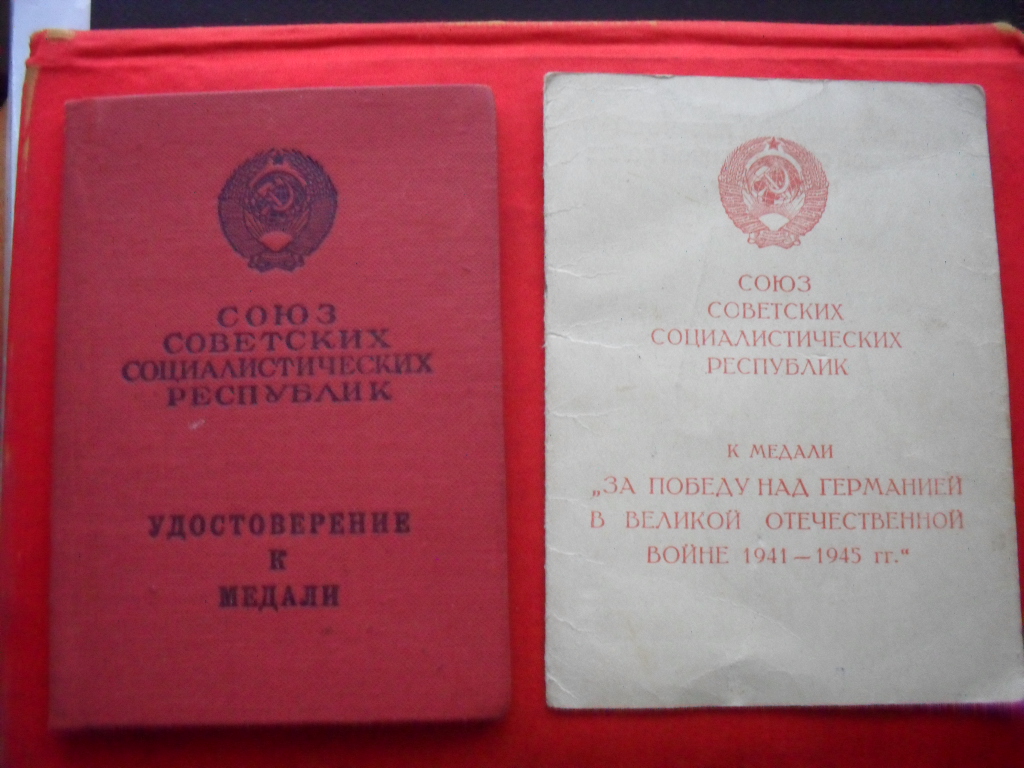 СОЮЗ
СОВЕТСКИХ
СОЦИАЛИСТИЧЕСКИХ
РЕСПУБЛИК
УДОСТОВЕРЕНИЕ
К
МЕДАЛИ
СОЮЗ
СОВЕТСКИХ
СОЦИАЛИСТИЧЕСКИХ
РЕСПУБЛИК
К МЕДАЛИ
„ЗА ПОБЕДУ НАД ГЕРМАНИЕЙ
В ВЕЛИКОЙ ОТЕЧЕСТВЕННОЙ
ВОЙНЕ 1941—1945 гг.“